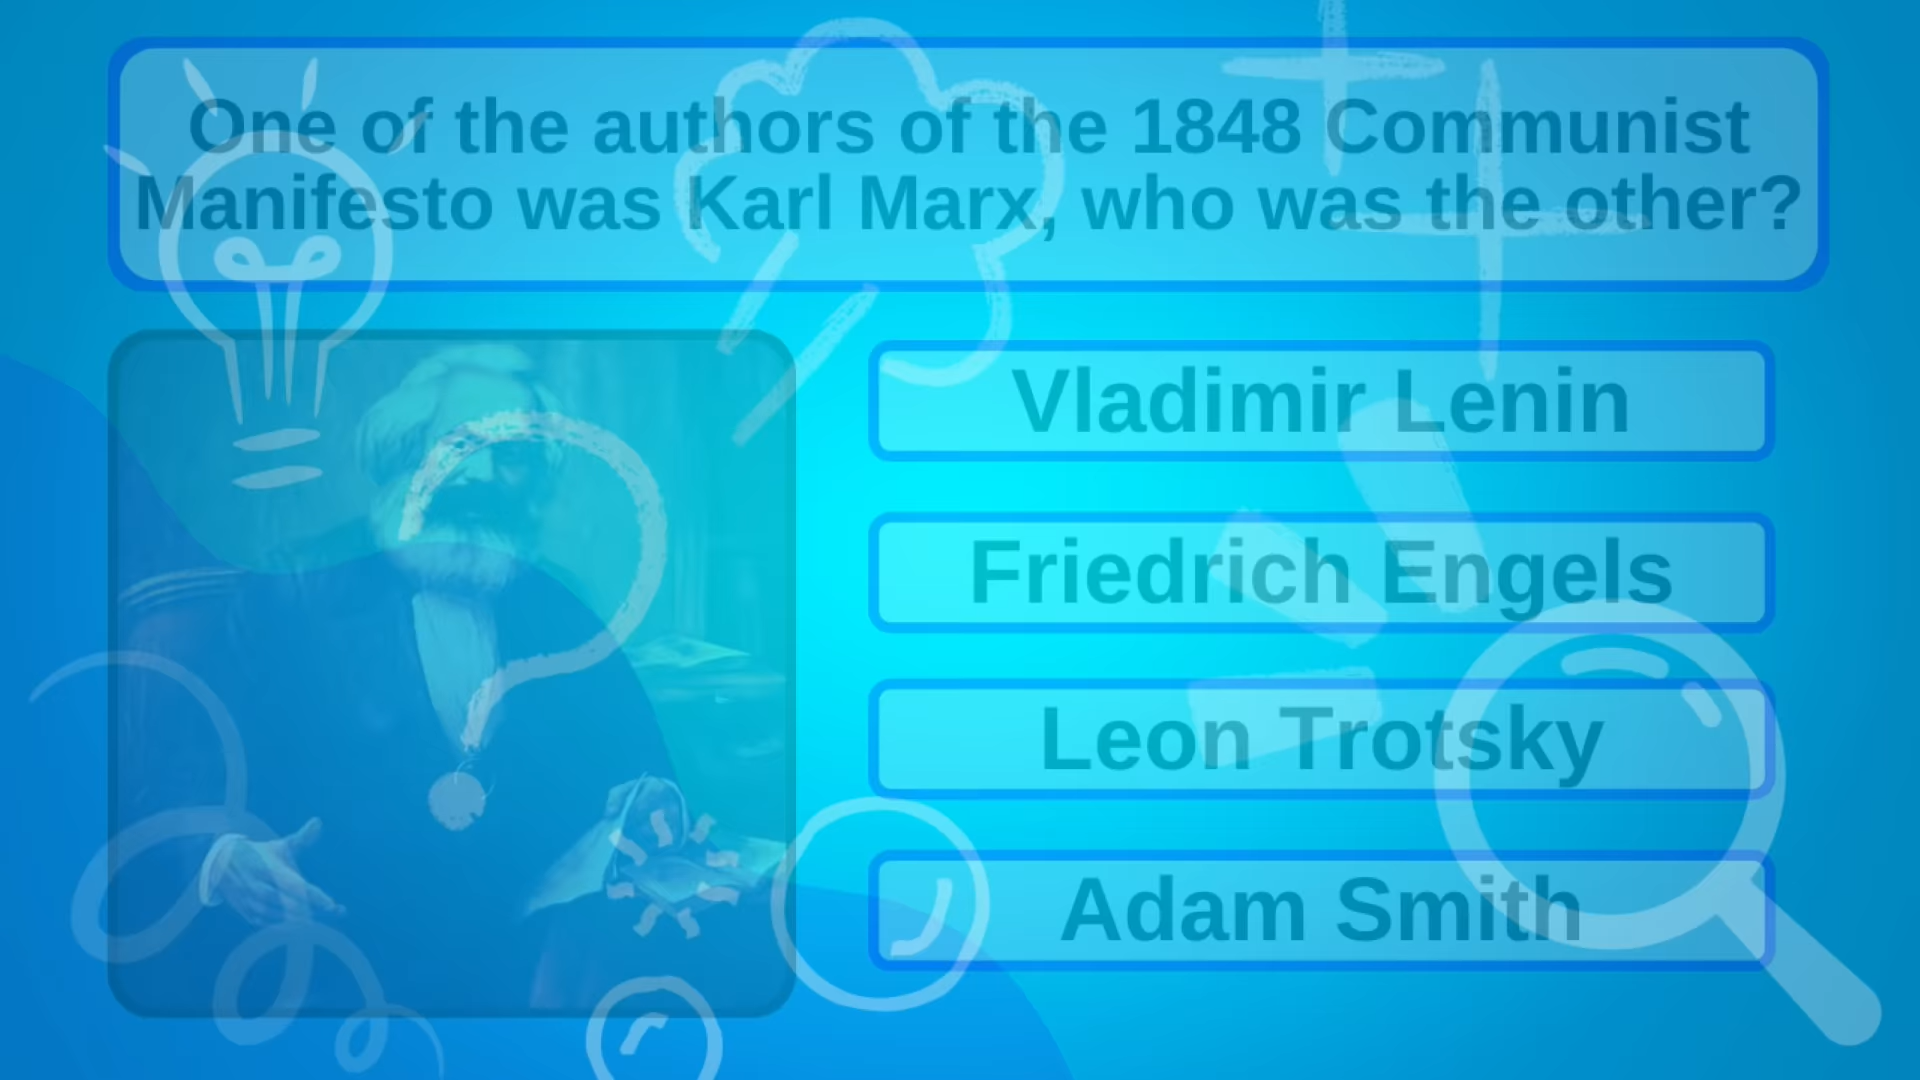 One of the authors of the 1848 Communist
Manifesto was Karl Marx, who was the other?
Vladimir Lenin
Friedrich Engels
Leon Trotsky
Adam Smith